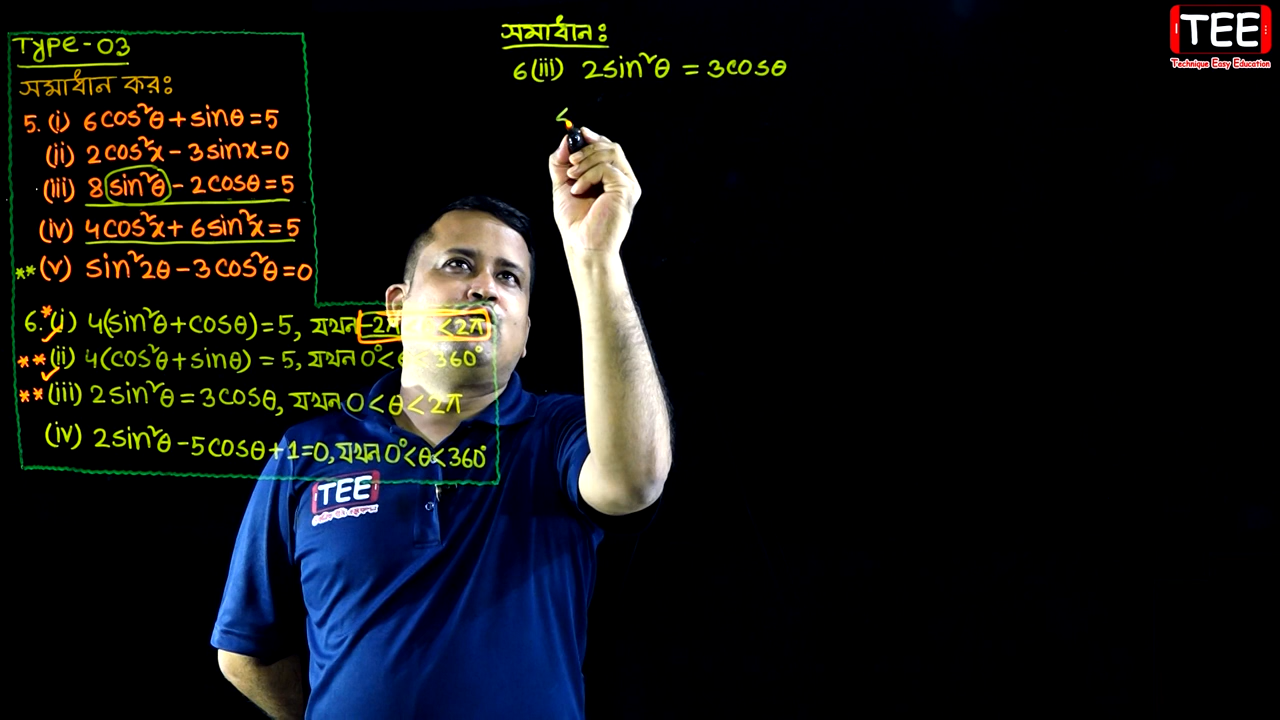 TYPE-03
সমাধান করঃ
5. (i) 6cos²θ + sinθ = 5
(ii) 2cos²x - 3sinx = 0
(iii) 8 sin²θ - 2cosθ = 5
(iv) 4cos²x + 6sin²x = 5
** (v) sin²2θ - 3cos²θ = 0
6. * (i) 4(sin²θ + cosθ) = 5, যখন -2π < θ < 2π
** (ii) 4(cos²θ + sinθ) = 5, যখন 0° < θ < 360°
** (iii) 2sin²θ = 3cosθ, যখন 0 < θ < 2π
(iv) 2sin²θ - 5cosθ + 1 = 0, যখন 0° < θ < 360°
সমাধানঃ
6(iii) 2sin²θ = 3cosθ
TEE
Technique Easy Education
TEE